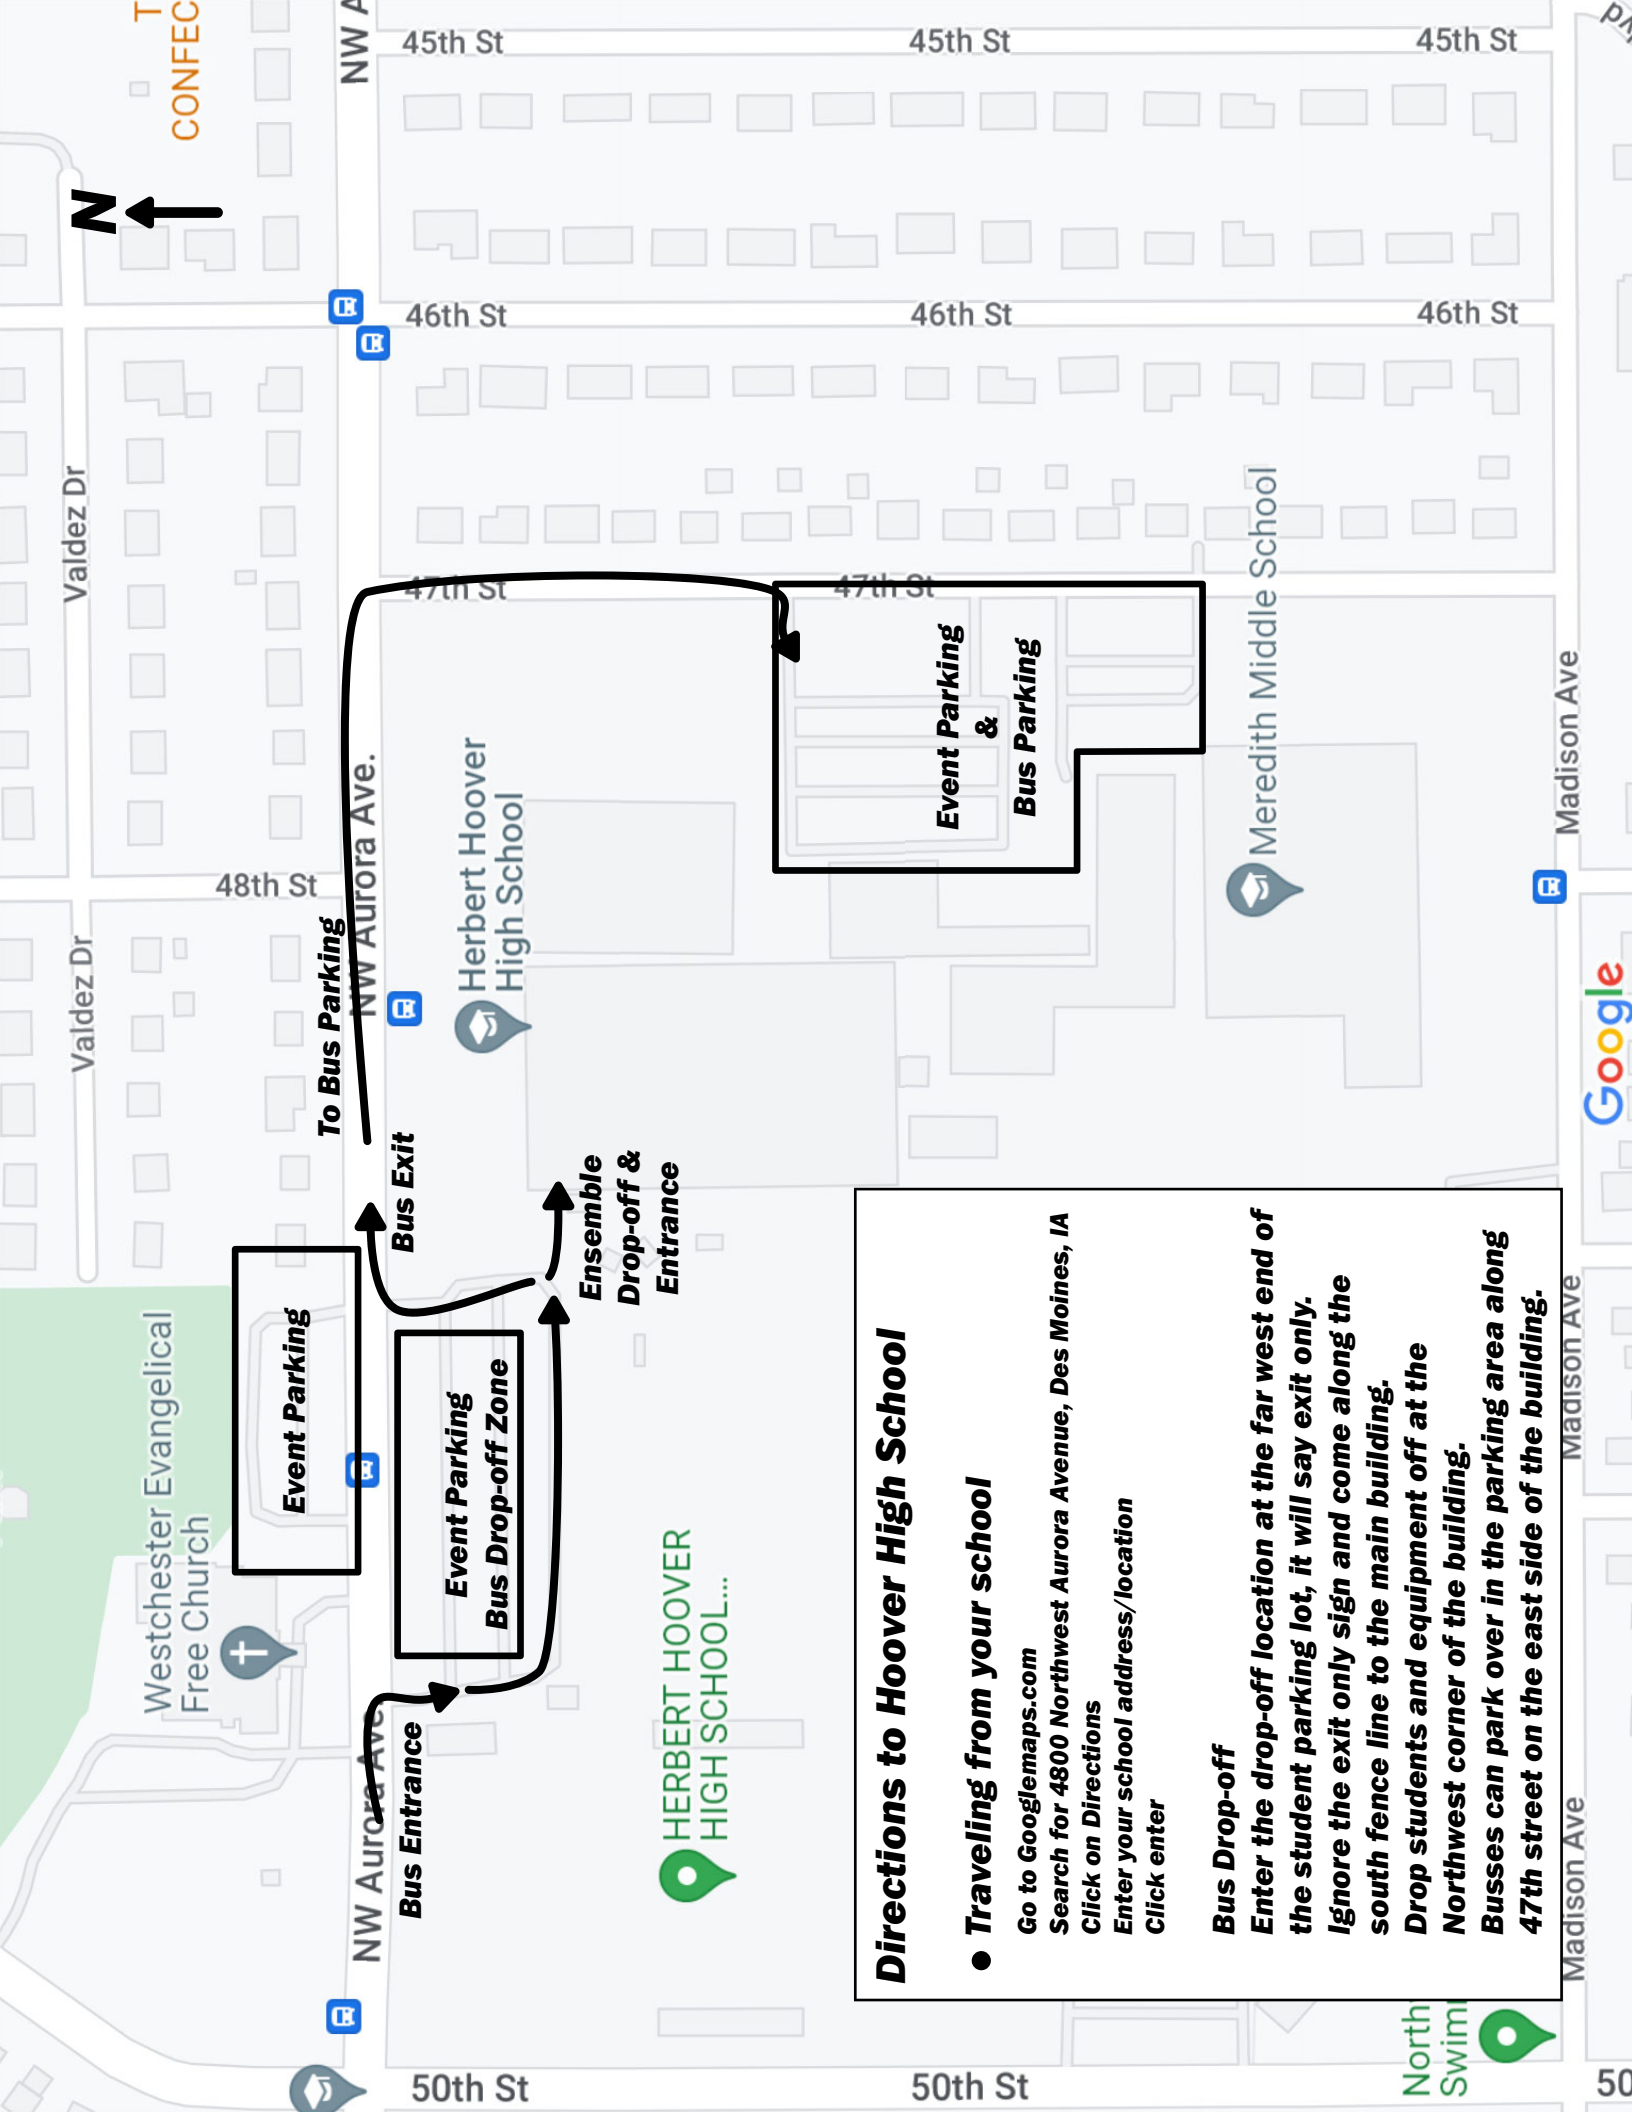 T
CONFEC
N
NW A
45th St
45th St
45th St
46th St
46th St
46th St
Valdez Dr
47th St
47th St
NW Aurora Ave.
48th St
Valdez Dr
Herbert Hoover
High School
Event Parking
&
Bus Parking
Meredith Middle School
Madison Ave
Google
To Bus Parking
Bus Exit
Ensemble
Drop-off &
Entrance
Westchester Evangelical
Free Church
Event Parking
Event Parking
Bus Drop-off Zone
Bus Entrance
NW Aurora Ave
HERBERT HOOVER
HIGH SCHOOL...
Directions to Hoover High School
● Traveling from your school
Go to Googlemaps.com
Search for 4800 Northwest Aurora Avenue, Des Moines, IA
Click on Directions
Enter your school address/location
Click enter
Bus Drop-off
Enter the drop-off location at the far west end of
the student parking lot, it will say exit only.
Ignore the exit only sign and come along the
south fence line to the main building.
Drop students and equipment off at the
Northwest corner of the building.
Busses can park over in the parking area along
47th street on the east side of the building.
Madison Ave
Madison Ave
50th St
50th St
50
North
Swim